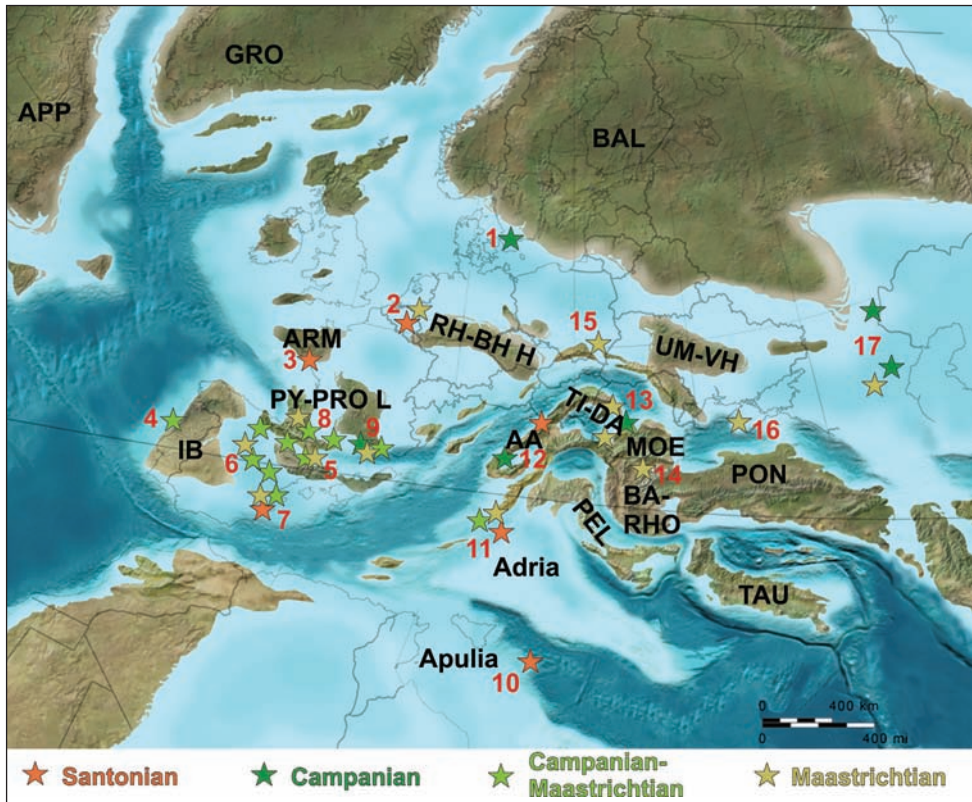 60°
GRO
APP
BAL
1
2
15
RH-BH H
UM-VH
17
ARM
3
PY-PRO L
TI-DA
13
4
8
9
16
IB
AA
MOE
6
5
12
14
PON
BA-
RHO
7
PEL
11
Adria
TAU
Apulia
10
0 400 km
0 400 mi
Santonian
Campanian
Campanian-
Maastrichtian
Maastrichtian